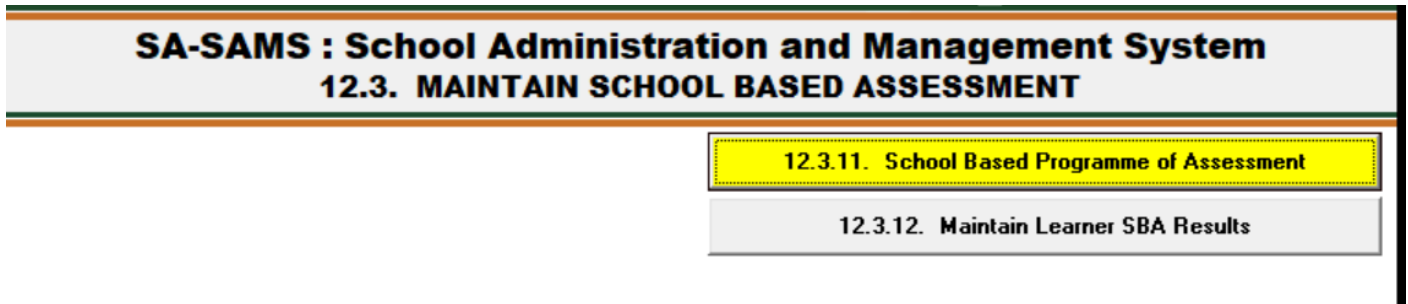 SA-SAMS : School Administration and Management System
12.3. MAINTAIN SCHOOL BASED ASSESSMENT
12.3.11. School Based Programme of Assessment
12.3.12. Maintain Learner SBA Results